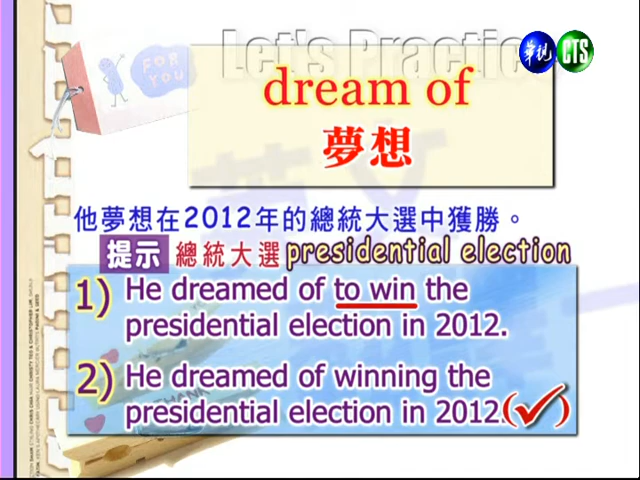 Let's Practice
華視 CTS
FOR YOU
dream of
夢想
他夢想在2012年的總統大選中獲勝。
提示 總統大選 presidential election
1) He dreamed of to win the
presidential election in 2012.
2) He dreamed of winning the
presidential election in 2012.(✓)